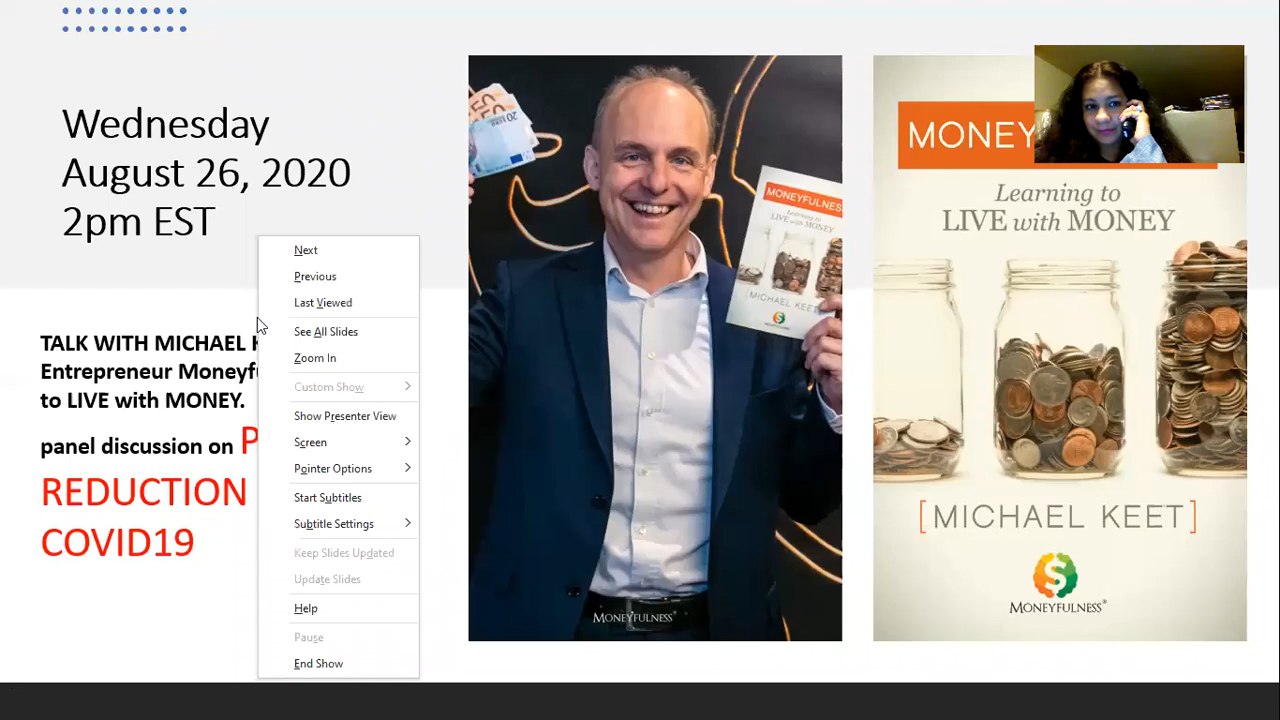 Wednesday
August 26, 2020
2pm EST
TALK WITH MICHAEL
Entrepreneur
to LIVE with MONEY.
panel discussion on
REDUCTION
COVID19
Next
Previous
Last Viewed
See All Slides
Zoom In
Custom Show
Show Presenter View
Screen
Pointer Options
Start Subtitles
Subtitle Settings
Keep Slides Updated
Update Slides
Help
Pause
End Show
20 EURO
MONEYFULNESS
Learning to
LIVE with MONEY
[MICHAEL KEET]
MONEYFULNESS®
MONEY
Learning to
LIVE with MONEY
[MICHAEL KEET]
MONEYFULNESS®